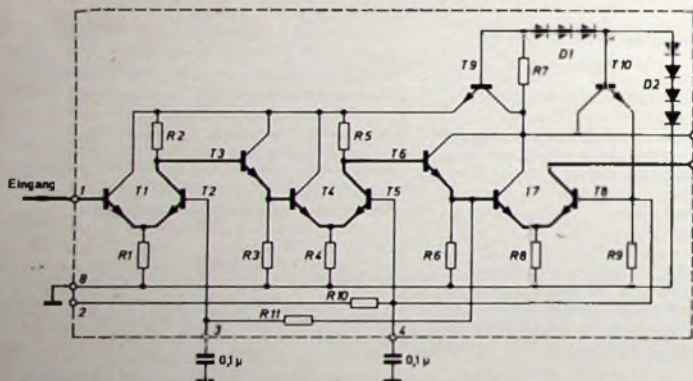 T9
R7
D1
T10
D2
R2
T3
R5
T6
Eingang
1
T1
T2
T4
T5
T7
T8
R1
R3
R4
R6
R8
R9
8
2
R10
R11
3
4
0,1µ
0,1µ